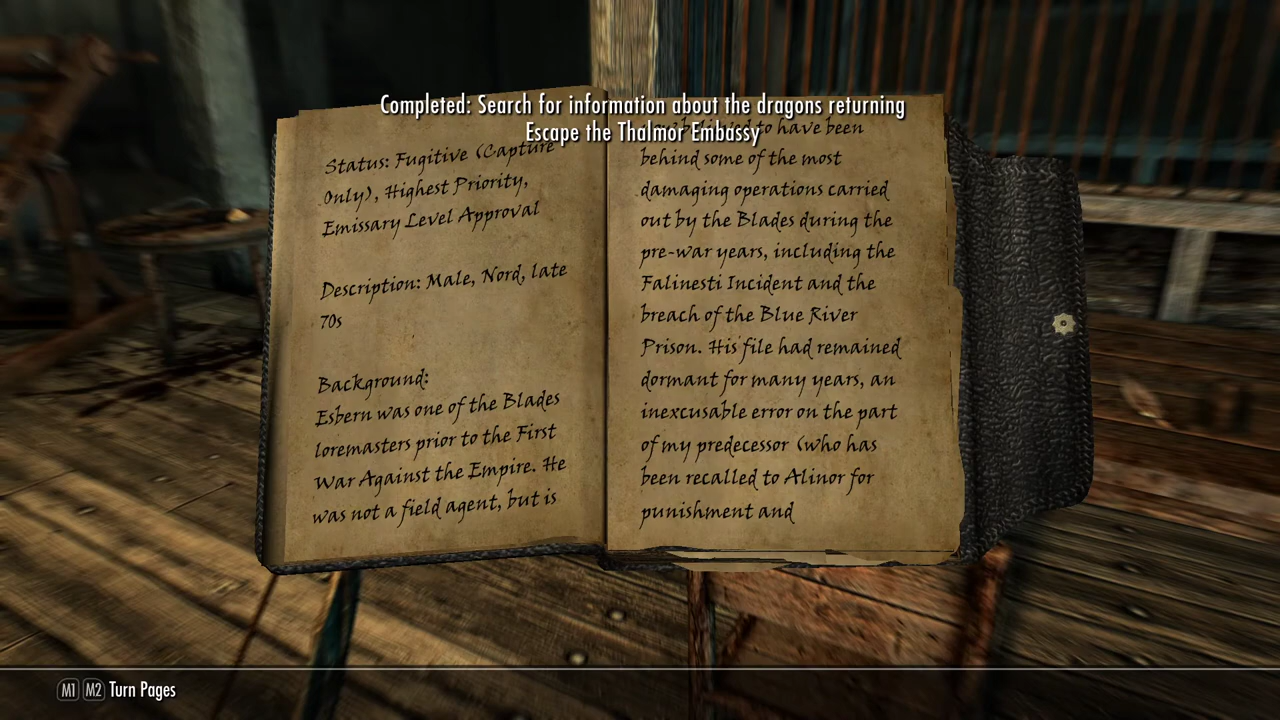 Completed: Search for information about the dragons returning
Escape the Thalmor Embassy
Status: Fugitive (Capture
Only), Highest Priority,
Emissary Level Approval
Description: Male, Nord, late
70s
Background:
Esbern was one of the Blades
loremasters prior to the First
War Against the Empire. He
was not a field agent, but is
to have been
behind some of the most
damaging operations carried
out by the Blades during the
pre-war years, including the
Falinesti Incident and the
breach of the Blue River
Prison. His file had remained
dormant for many years, an
inexcusable error on the part
of my predecessor (who has
been recalled to Alinor for
punishment and
M1 M2 Turn Pages